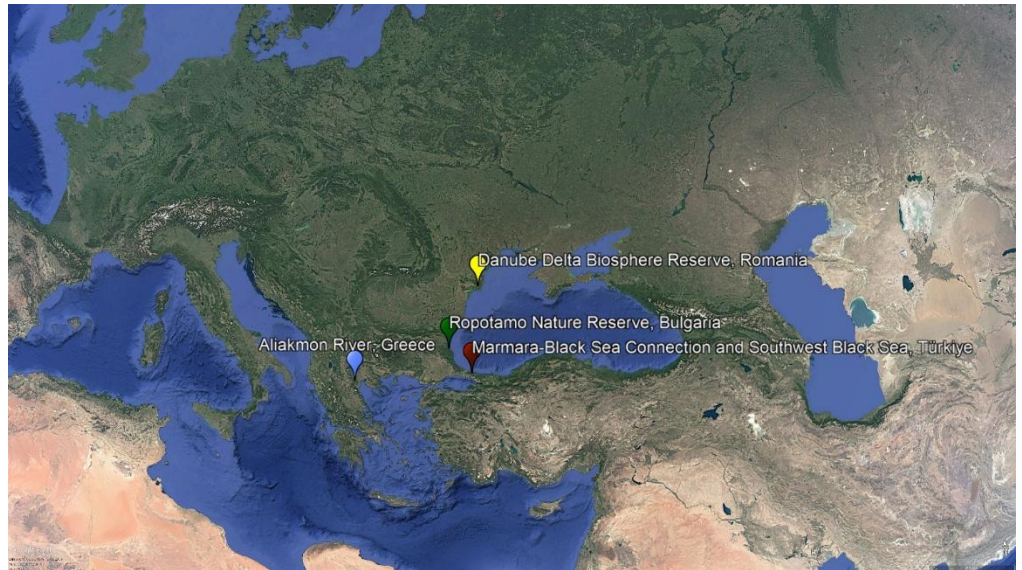 Danube Delta Biosphere Reserve, Romania
Ropotamo Nature Reserve, Bulgaria
Aliakmon River, Greece
Marmara-Black Sea Connection and Southwest Black Sea, Türkiye